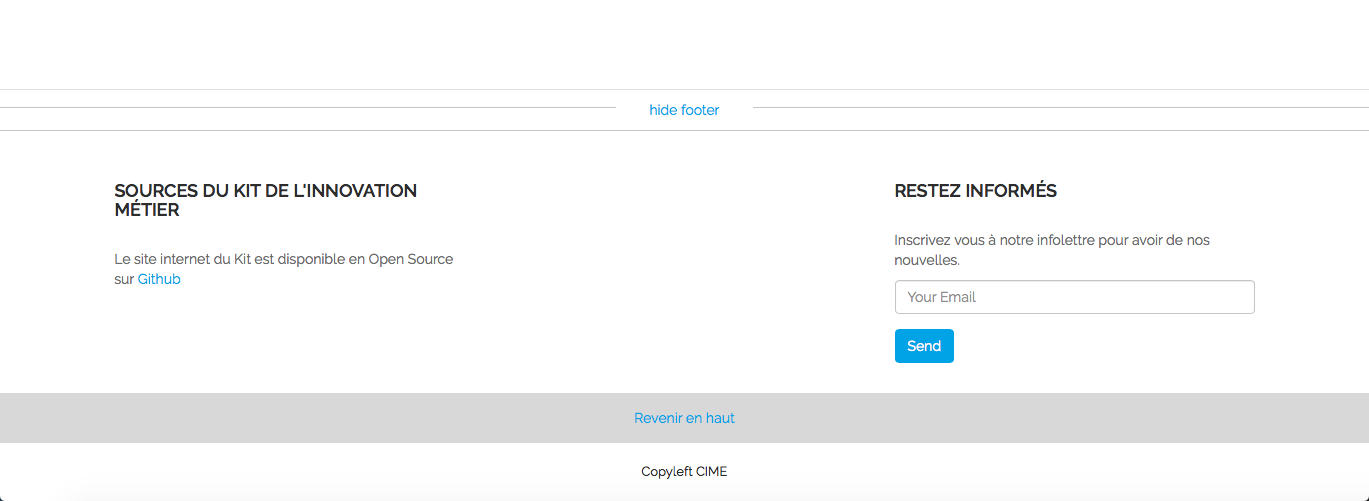 hide footer
SOURCES DU KIT DE L'INNOVATION
MÉTIER
Le site internet du Kit est disponible en Open Source
sur Github
RESTEZ INFORMÉS
Inscrivez vous à notre infolettre pour avoir de nos
nouvelles.
Your Email
Send
Revenir en haut
Copyleft CIME